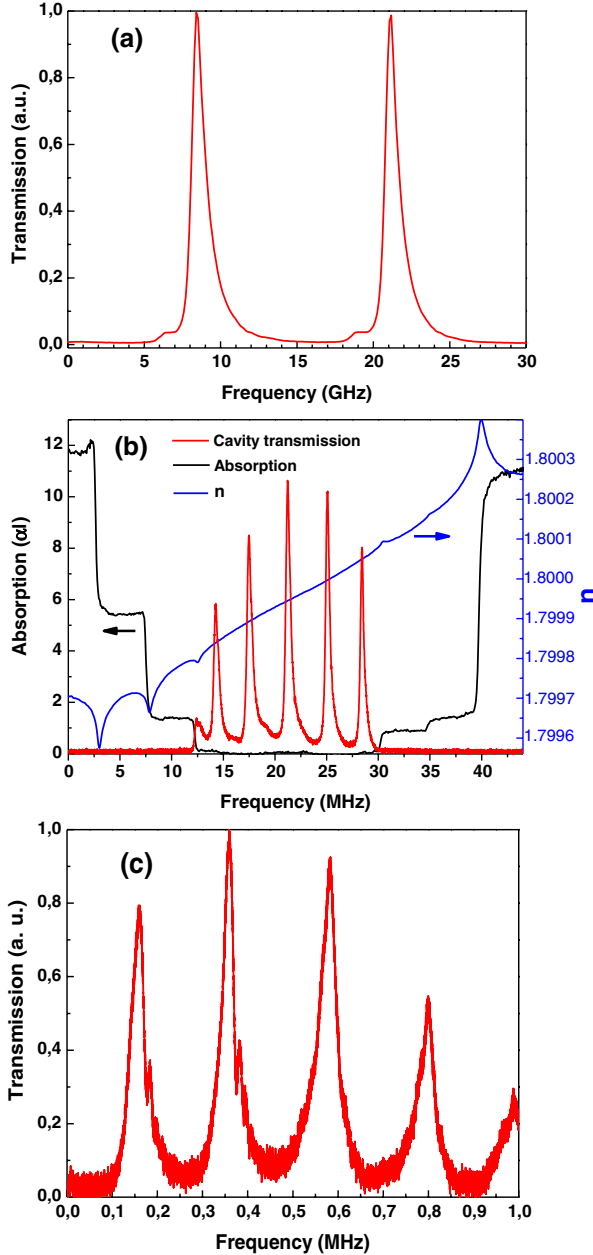 (a)
Transmission (a.u.)
1,0
0,8
0,6
0,4
0,2
0,0
0 5 10 15 20 25 30
Frequency (GHz)
(b)
Cavity transmission
Absorption
n
Absorption (αl)
12
10
8
6
4
2
0
1.8003
1.8002
1.8001
1.8000
1.7999
1.7998
1.7997
1.7996
n
0 5 10 15 20 25 30 35 40
Frequency (MHz)
(c)
Transmission (a. u.)
1,0
0,8
0,6
0,4
0,2
0,0
0,0 0,1 0,2 0,3 0,4 0,5 0,6 0,7 0,8 0,9 1,0
Frequency (MHz)